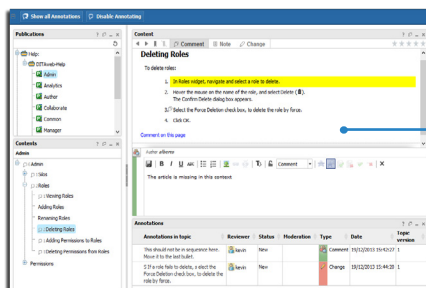 Show all Annotations Disable Annotating
Publications
Help:
DITAweb-Help
Admin
Analytics
Author
Collaborate
Common
Manager
Contents
Admin
Admin
Silos
Roles
Viewing Roles
Adding Roles
Renaming Roles
Deleting Roles
Adding Permissions to Roles
Deleting Permissions from Roles
Permissions
Content
Comment Note Change
Deleting Roles
To delete roles:
1. In Roles widget, navigate and select a role to delete.
2. Hover the mouse on the name of the role, and select Delete ( ).
The Confirm Delete dialog box appears.
3. Select the Force Deletion check box, to delete the role by force.
4. Click OK.
Comment on this page
Author
B I U ABC Comment X
The article is missing in this context
Annotations
Annotations in topic Reviewer Status Moderation Type Date Topic version
This should not be in sequence here. Move it to the last bullet. kevin New Comment 19/12/2013 15:42:27 1
5 If a role fails to delete, s elect the Force Deletion check box, to delete the role by force. kevin New Change 19/12/2013 15:44:28 1